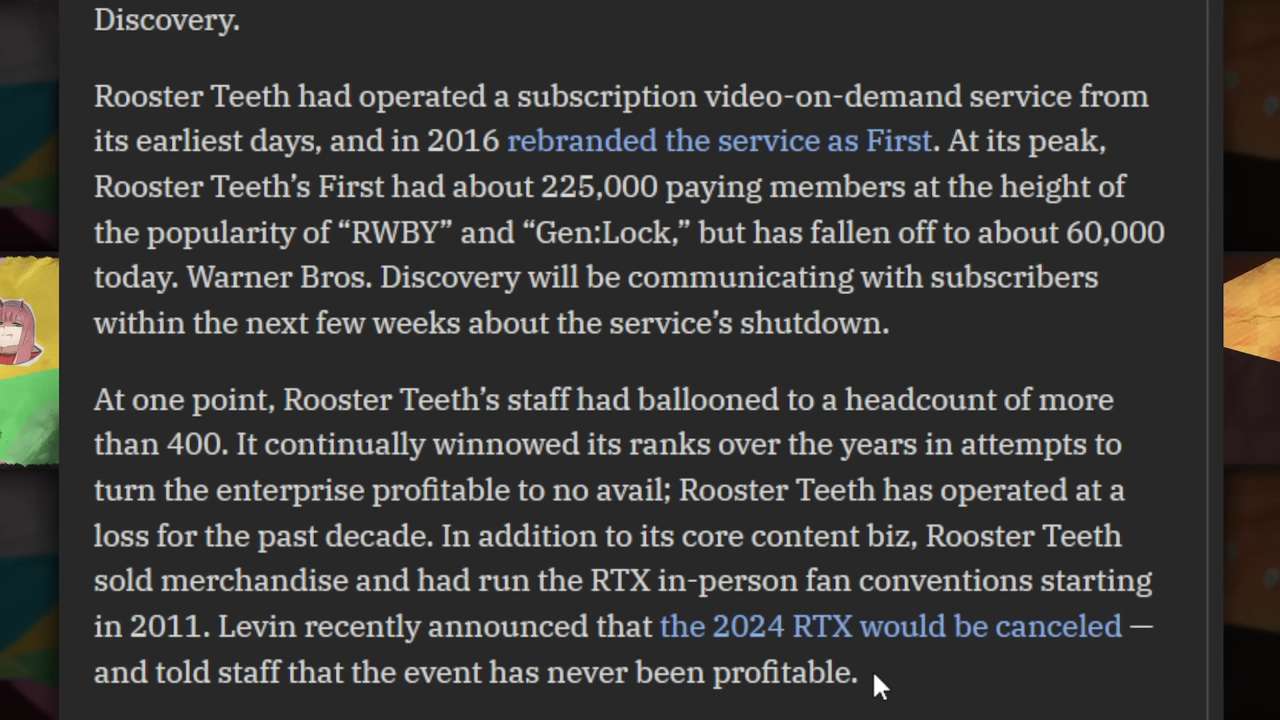 Discovery.
Rooster Teeth had operated a subscription video-on-demand service from
its earliest days, and in 2016 rebranded the service as First. At its peak,
Rooster Teeth’s First had about 225,000 paying members at the height of
the popularity of “RWBY” and “Gen:Lock,” but has fallen off to about 60,000
today. Warner Bros. Discovery will be communicating with subscribers
within the next few weeks about the service’s shutdown.
At one point, Rooster Teeth’s staff had ballooned to a headcount of more
than 400. It continually winnowed its ranks over the years in attempts to
turn the enterprise profitable to no avail; Rooster Teeth has operated at a
loss for the past decade. In addition to its core content biz, Rooster Teeth
sold merchandise and had run the RTX in-person fan conventions starting
in 2011. Levin recently announced that the 2024 RTX would be canceled —
and told staff that the event has never been profitable.